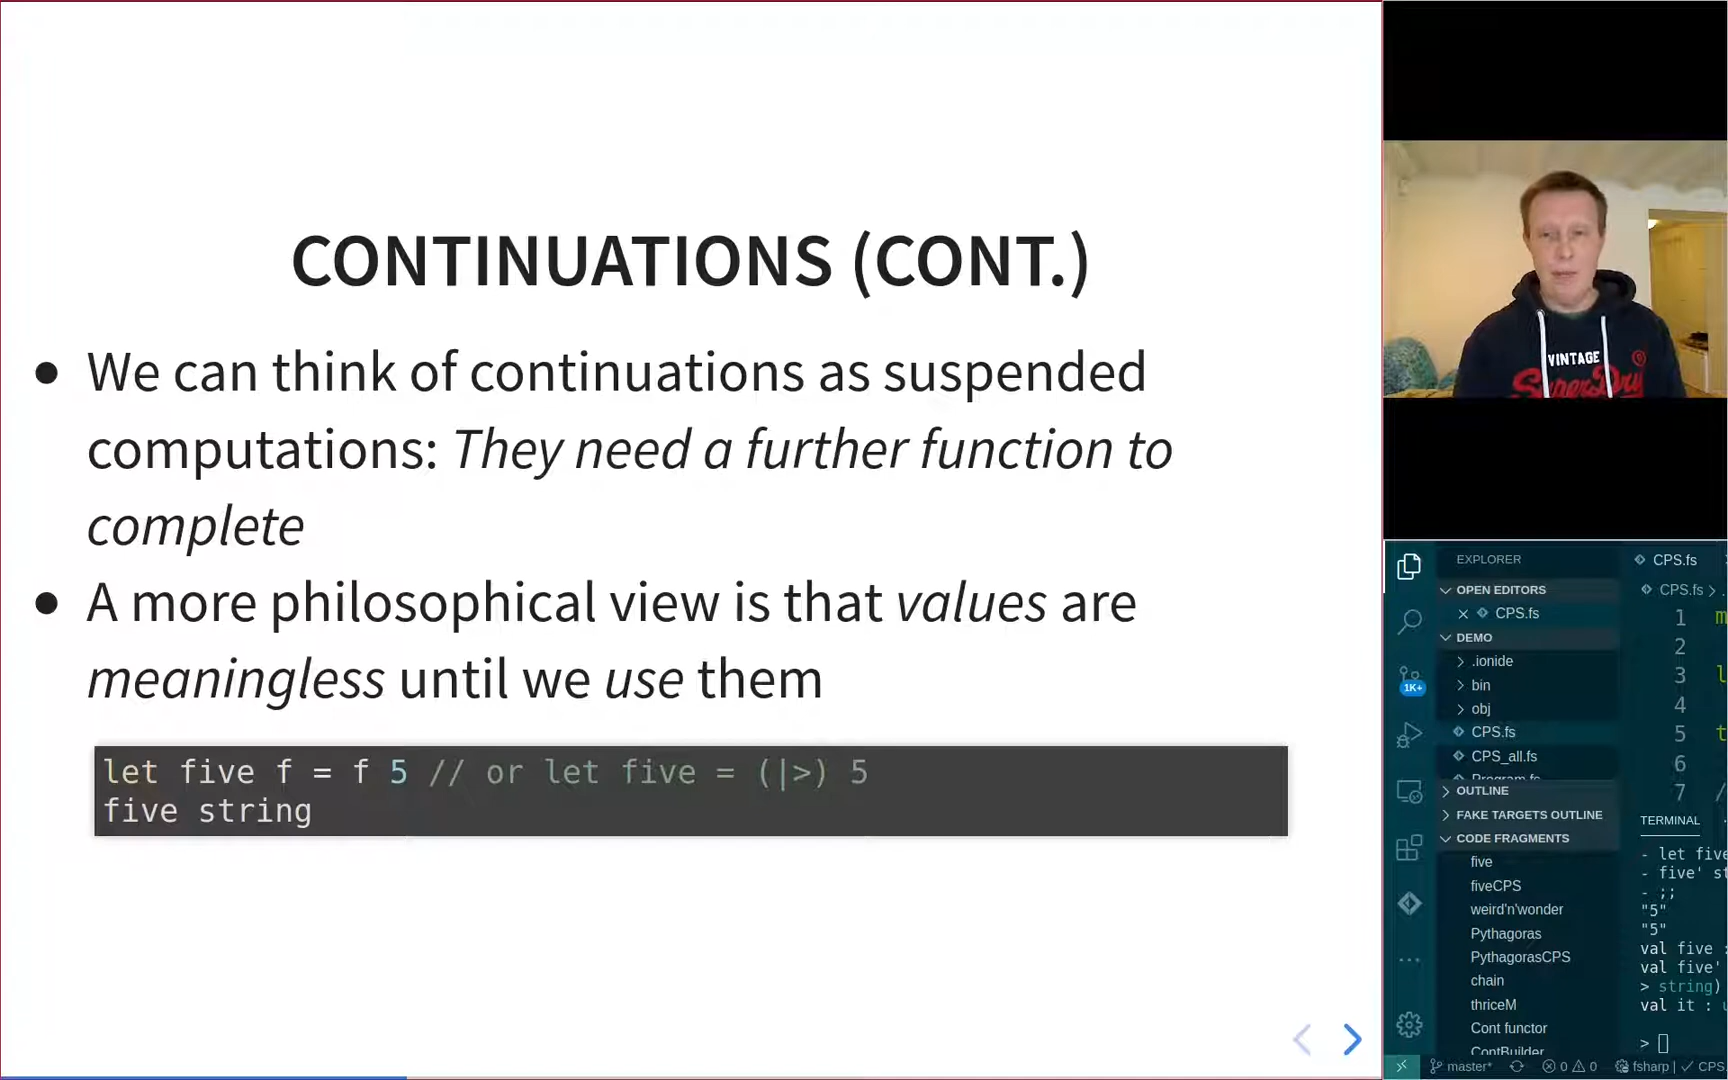 CONTINUATIONS (CONT.)
We can think of continuations as suspended
computations: They need a further function to
complete
A more philosophical view is that values are
meaningless until we use them
let five f = f 5 // or let five = (|>) 5
five string
VINTAGE
SuperDry
EXPLORER
OPEN EDITORS
CPS.fs
DEMO
.ionide
bin
obj
CPS.fs
CPS_all.fs
Program.fs
OUTLINE
FAKE TARGETS OUTLINE
CODE FRAGMENTS
five
fiveCPS
weird'n'wonder
Pythagoras
PythagorasCPS
chain
thriceM
Cont functor
ContBuilder
1K+
CPS.fs
CPS.fs >
1
2
3
4
5
6
7
TERMINAL
- let five
- five' st
- ;;
"5"
"5"
val five :
val five'
> string)
val it : u
>
master*
0 0
fsharp | ✓ CPS